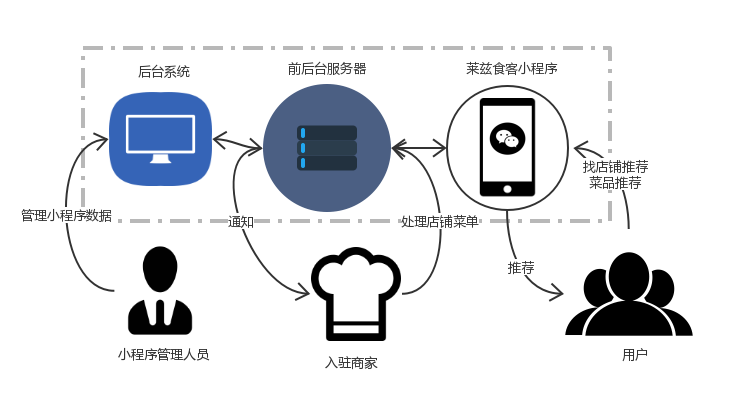 后台系统
前后台服务器
莱兹食客小程序
找店铺推荐
菜品推荐
管理小程序数据
通知
处理店铺菜单
推荐
小程序管理人员
入驻商家
用户